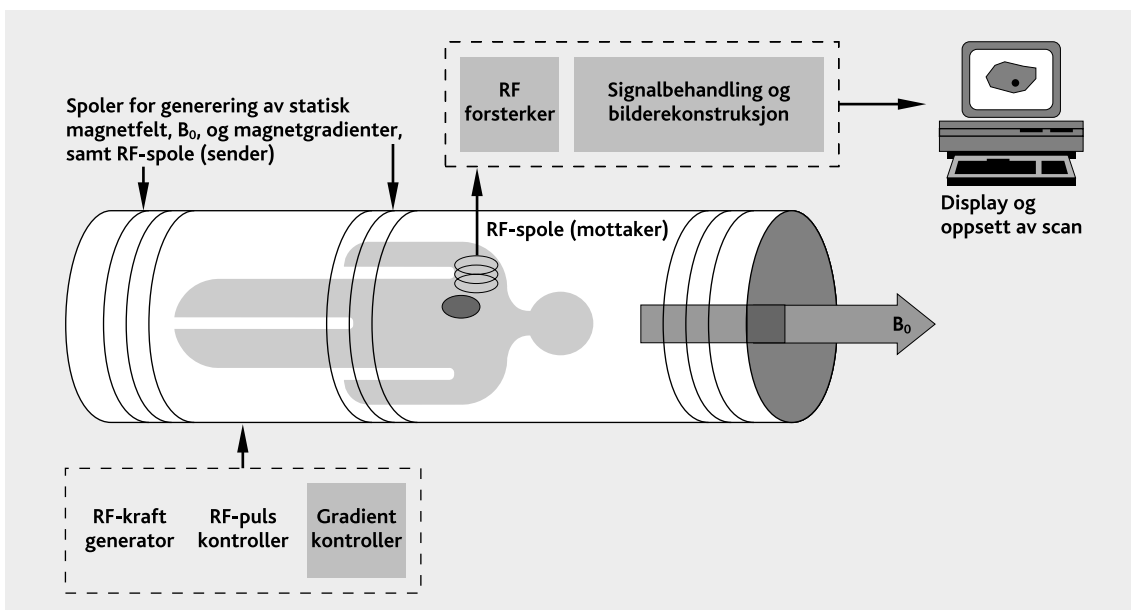 Spoler for generering av statisk
magnetfelt, B₀, og magnetgradienter,
samt RF-spole (sender)
RF
forsterker
Signalbehandling og
bilderekonstruksjon
Display og
oppsett av scan
RF-spole (mottaker)
B₀
RF-kraft
generator
RF-puls
kontroller
Gradient
kontroller